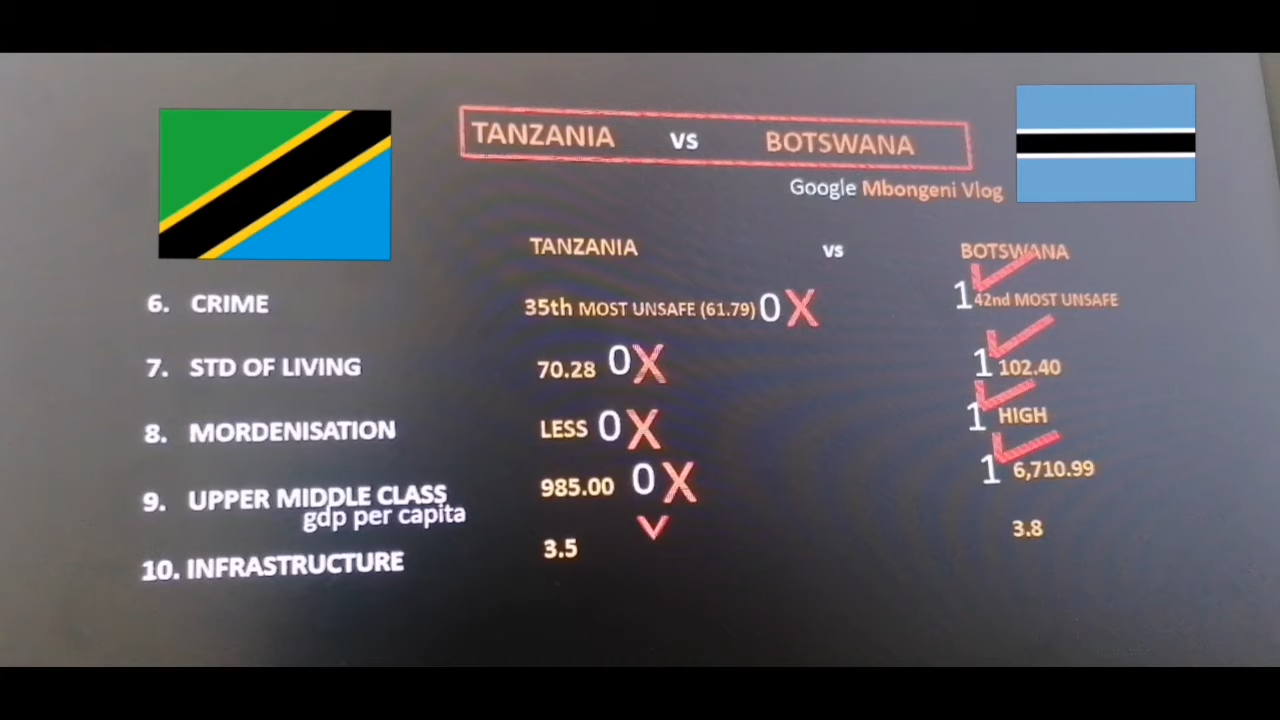 TANZANIA VS BOTSWANA
Google Mbongeni Vlog
TANZANIA VS BOTSWANA
6. CRIME 35th MOST UNSAFE (61.79) 0 X 1 42nd MOST UNSAFE
7. STD OF LIVING 70.28 0 X 1 102.40
8. MORDENISATION LESS 0 X 1 HIGH
9. UPPER MIDDLE CLASS 985.00 0 X 1 6,710.99
gdp per capita
10. INFRASTRUCTURE 3.5 3.8